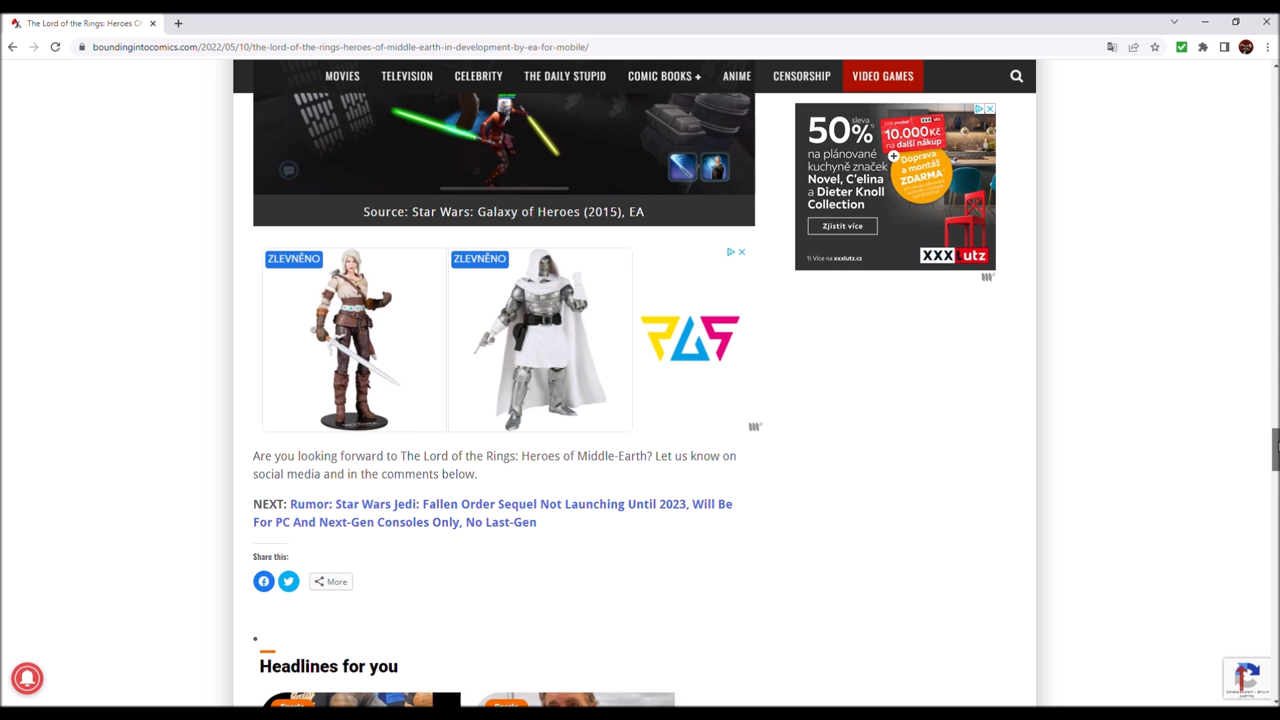 The Lord of the Rings: Heroes Of
boundingintocomics.com/2022/05/10/the-lord-of-the-rings-heroes-of-middle-earth-in-development-by-ea-for-mobile/
MOVIES TELEVISION CELEBRITY THE DAILY STUPID COMIC BOOKS + ANIME CENSORSHIP VIDEO GAMES
Source: Star Wars: Galaxy of Heroes (2015), EA
sleva
50%
na plánované
kuchyně značek
Novel, C'elina
a Dieter Knoll
Collection
Zjistit více
1) Více na xxxlutz.cz
10.000 Kč
na další nákup
Doprava
a montáž
ZDARMA
XXXLutz
ZLEVNĚNO
ZLEVNĚNO
Are you looking forward to The Lord of the Rings: Heroes of Middle-Earth? Let us know on
social media and in the comments below.
NEXT: Rumor: Star Wars Jedi: Fallen Order Sequel Not Launching Until 2023, Will Be
For PC And Next-Gen Consoles Only, No Last-Gen
Share this:
More
Headlines for you